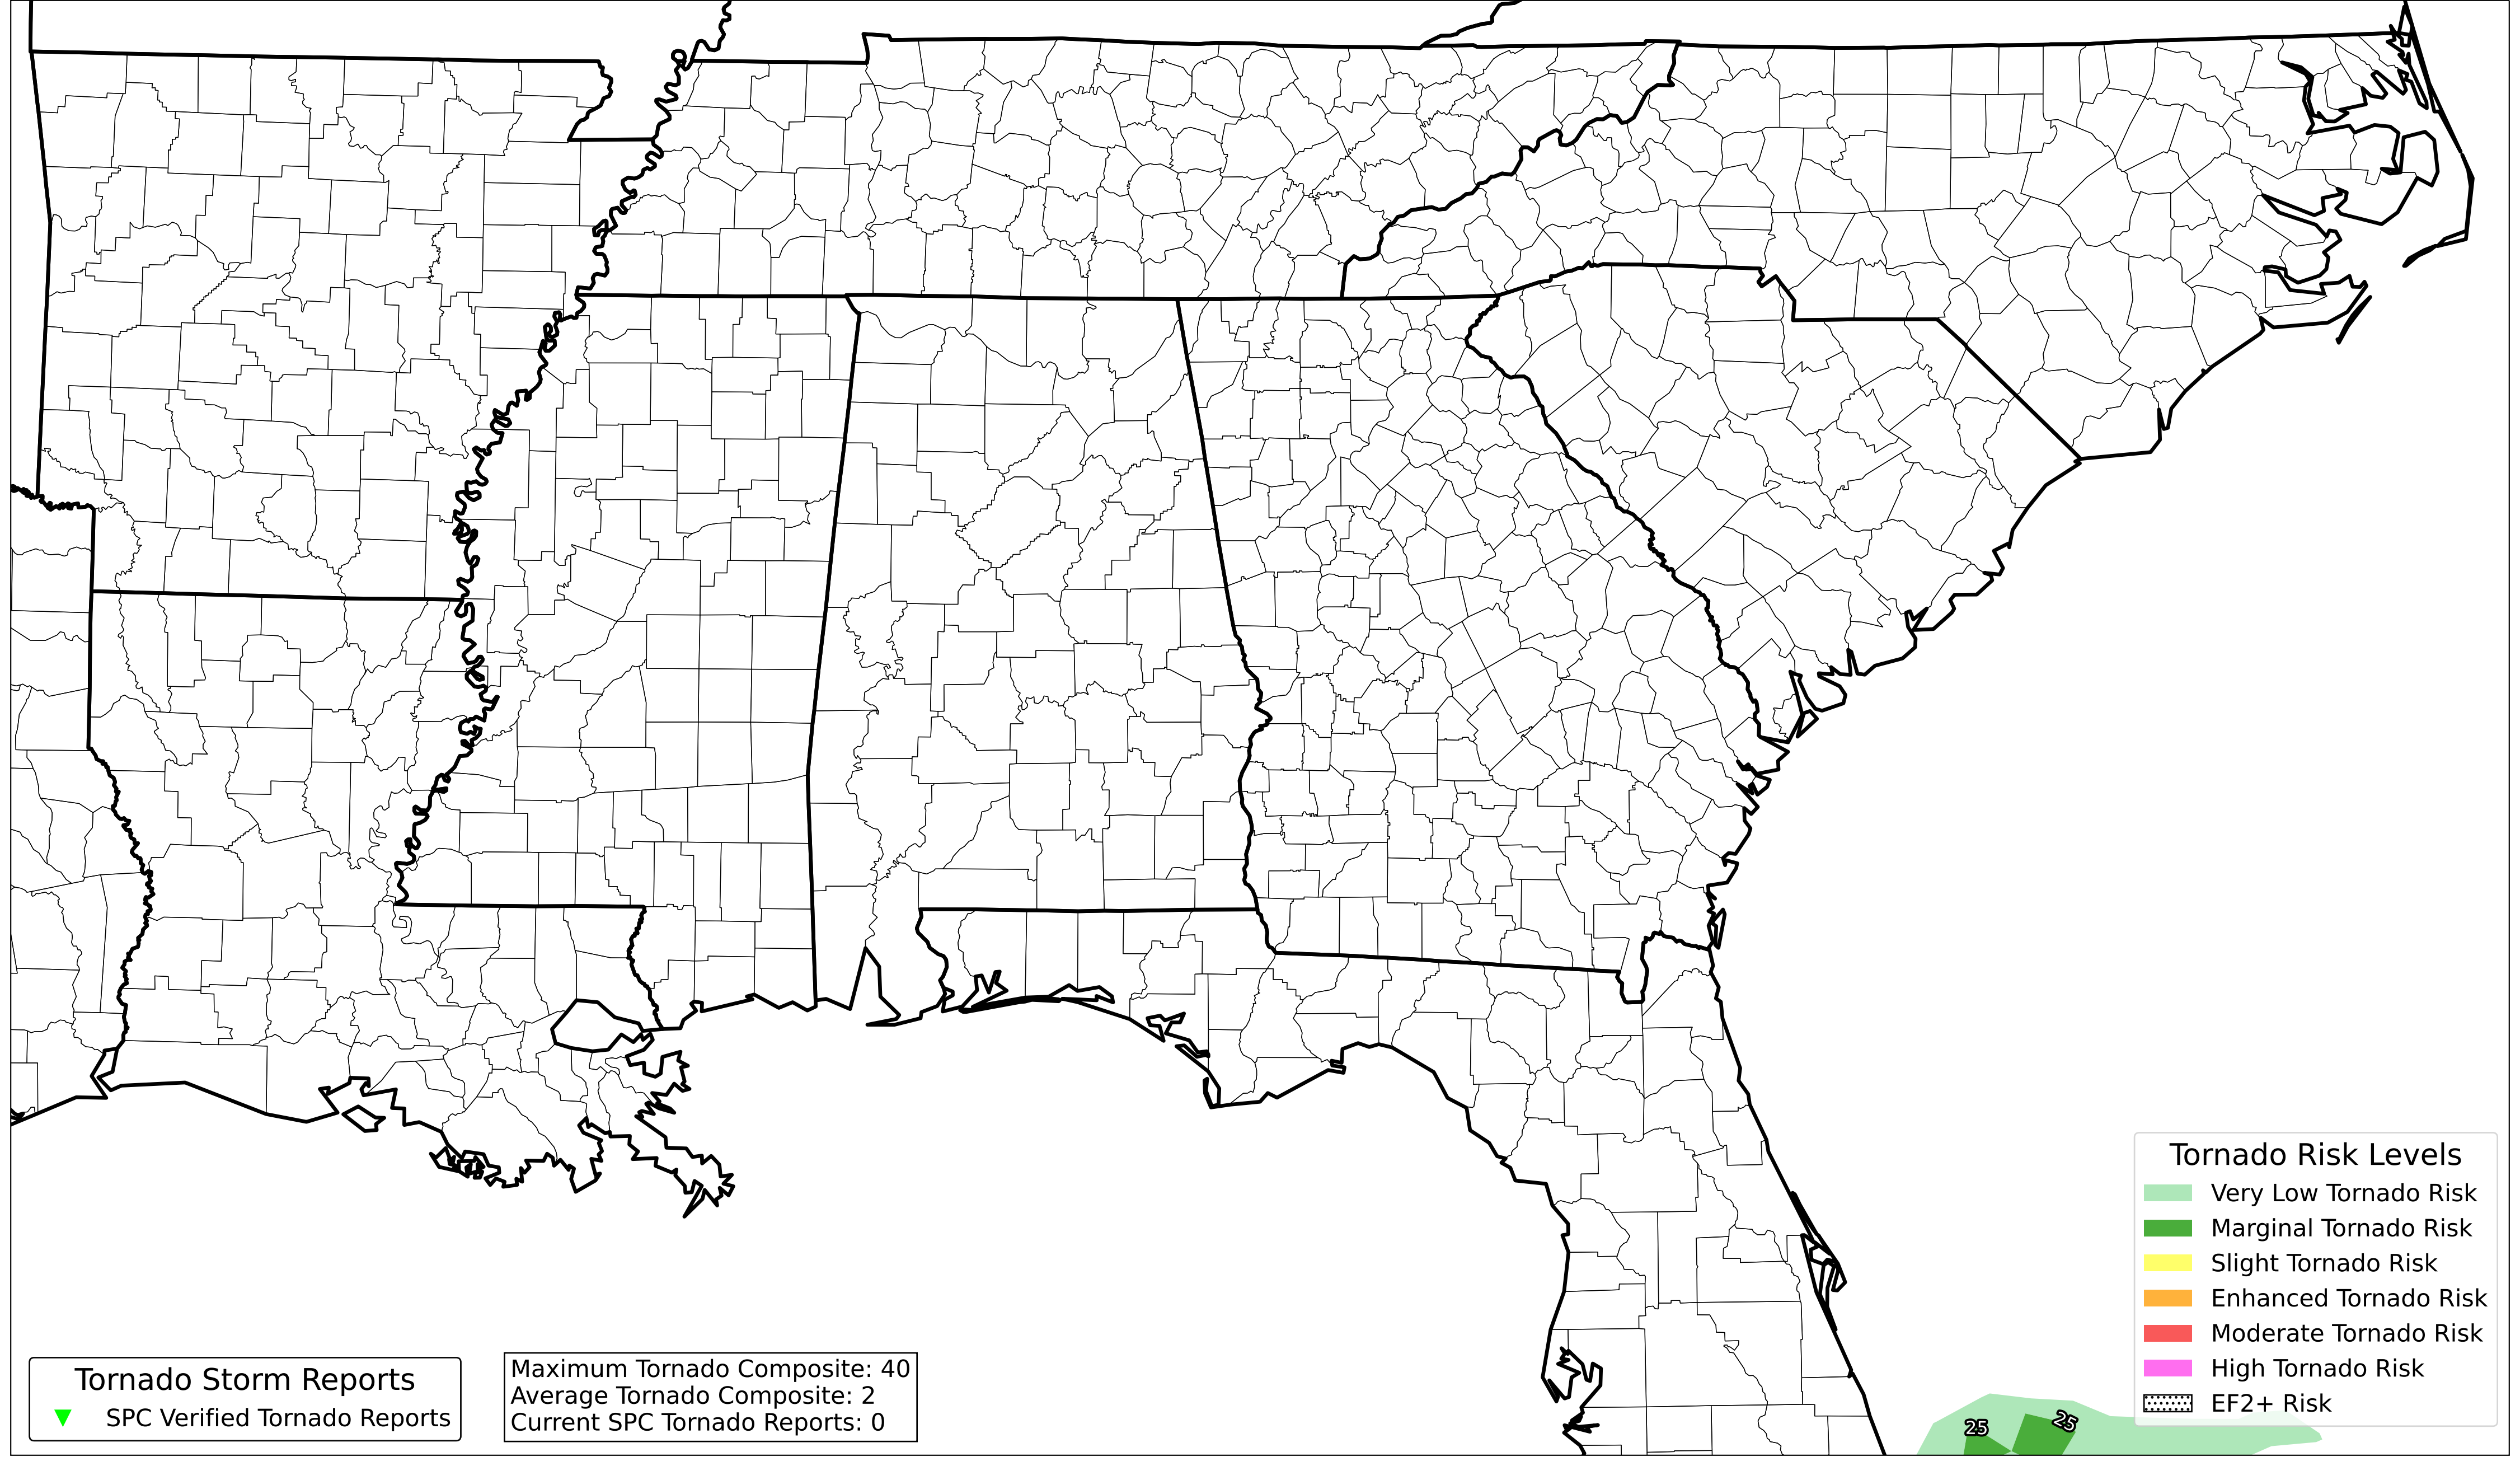 Tornado Risk Levels
Very Low Tornado Risk
Marginal Tornado Risk
Slight Tornado Risk
Enhanced Tornado Risk
Moderate Tornado Risk
High Tornado Risk
EF2+ Risk
Tornado Storm Reports
SPC Verified Tornado Reports
Maximum Tornado Composite: 40
Average Tornado Composite: 2
Current SPC Tornado Reports: 0
25
25